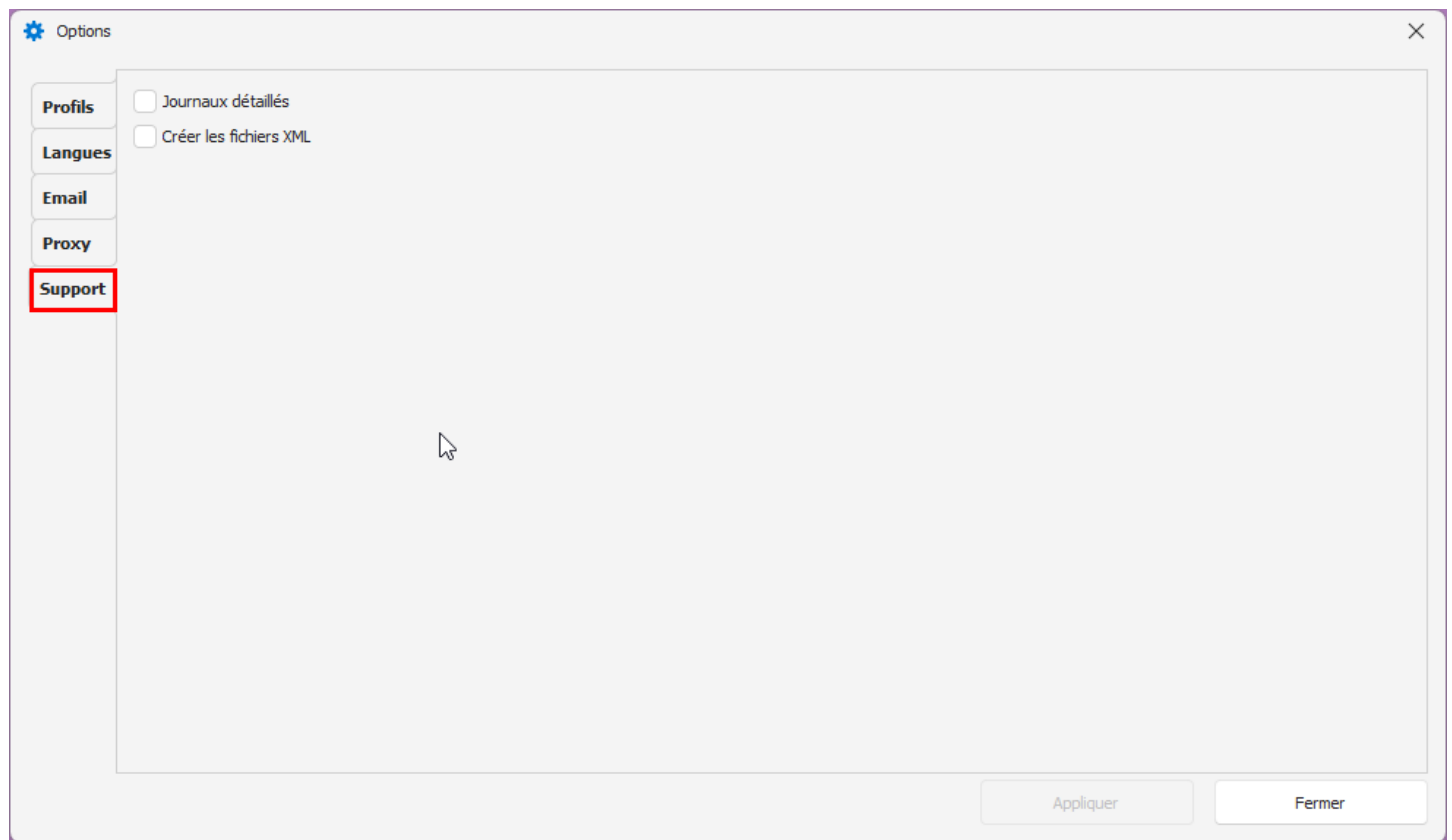 Options
Profils
Langues
Email
Proxy
Support
Journaux détaillés
Créer les fichiers XML
Appliquer
Fermer